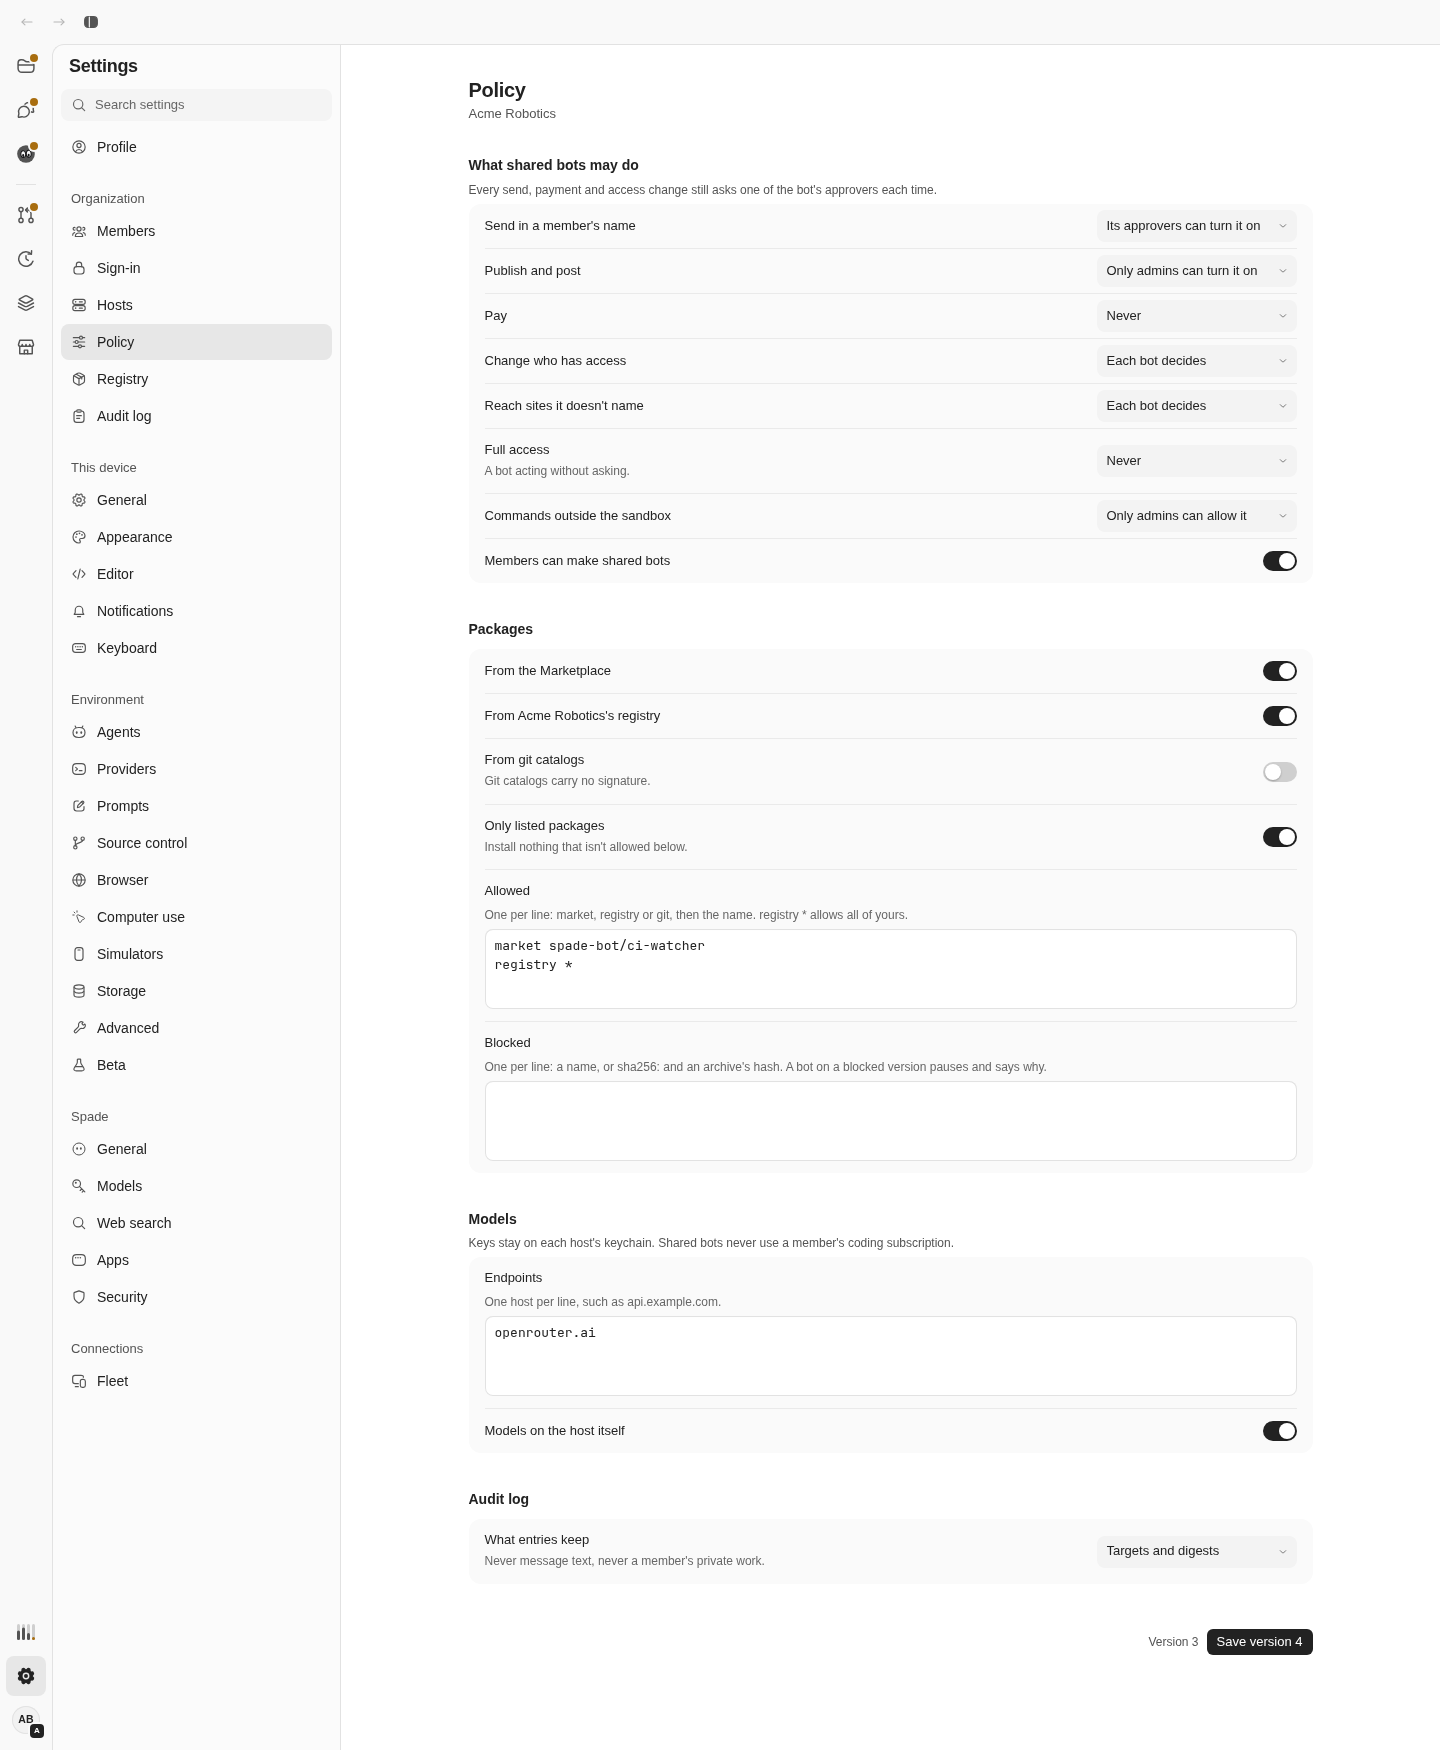 Settings
Search settings
Profile
Organization
Members
Sign-in
Hosts
Policy
Registry
Audit log
This device
General
Appearance
Editor
Notifications
Keyboard
Environment
Agents
Providers
Prompts
Source control
Browser
Computer use
Simulators
Storage
Advanced
Beta
Spade
General
Models
Web search
Apps
Security
Connections
Fleet
AB
A
Policy
Acme Robotics
What shared bots may do
Every send, payment and access change still asks one of the bot's approvers each time.
Send in a member's name
Its approvers can turn it on
Publish and post
Only admins can turn it on
Pay
Never
Change who has access
Each bot decides
Reach sites it doesn't name
Each bot decides
Full access
A bot acting without asking.
Never
Commands outside the sandbox
Only admins can allow it
Members can make shared bots
Packages
From the Marketplace
From Acme Robotics's registry
From git catalogs
Git catalogs carry no signature.
Only listed packages
Install nothing that isn't allowed below.
Allowed
One per line: market, registry or git, then the name. registry * allows all of yours.
market spade-bot/ci-watcher
registry *
Blocked
One per line: a name, or sha256: and an archive's hash. A bot on a blocked version pauses and says why.
Models
Keys stay on each host's keychain. Shared bots never use a member's coding subscription.
Endpoints
One host per line, such as api.example.com.
openrouter.ai
Models on the host itself
Audit log
What entries keep
Never message text, never a member's private work.
Targets and digests
Version 3
Save version 4